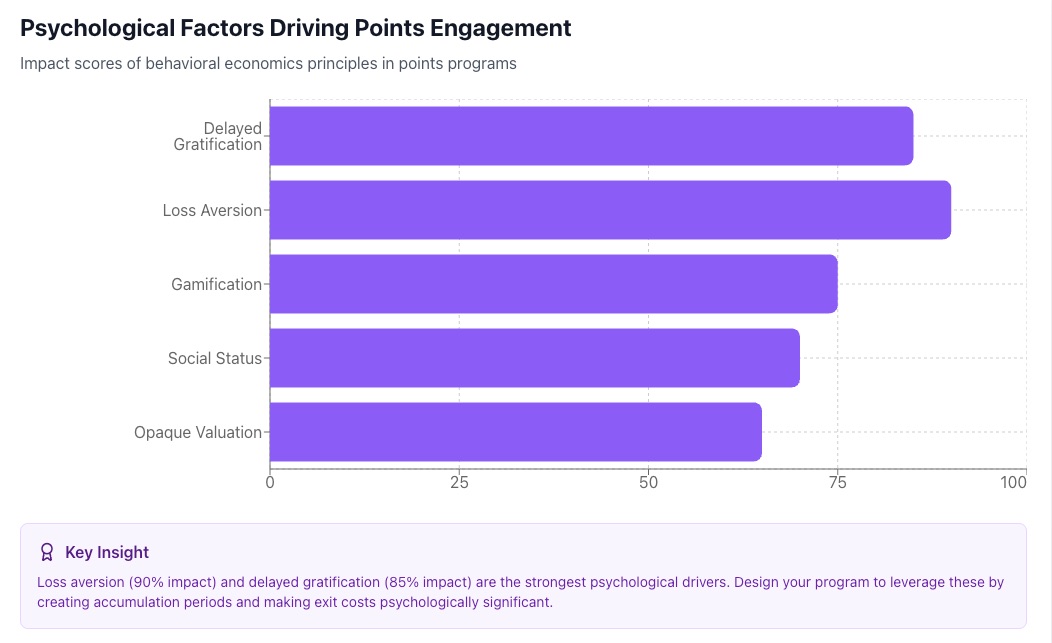 Psychological Factors Driving Points Engagement
Impact scores of behavioral economics principles in points programs
Delayed
Gratification
Loss Aversion
Gamification
Social Status
Opaque Valuation
0 25 50 75 100
Key Insight
Loss aversion (90% impact) and delayed gratification (85% impact) are the strongest psychological drivers. Design your program to leverage these by
creating accumulation periods and making exit costs psychologically significant.